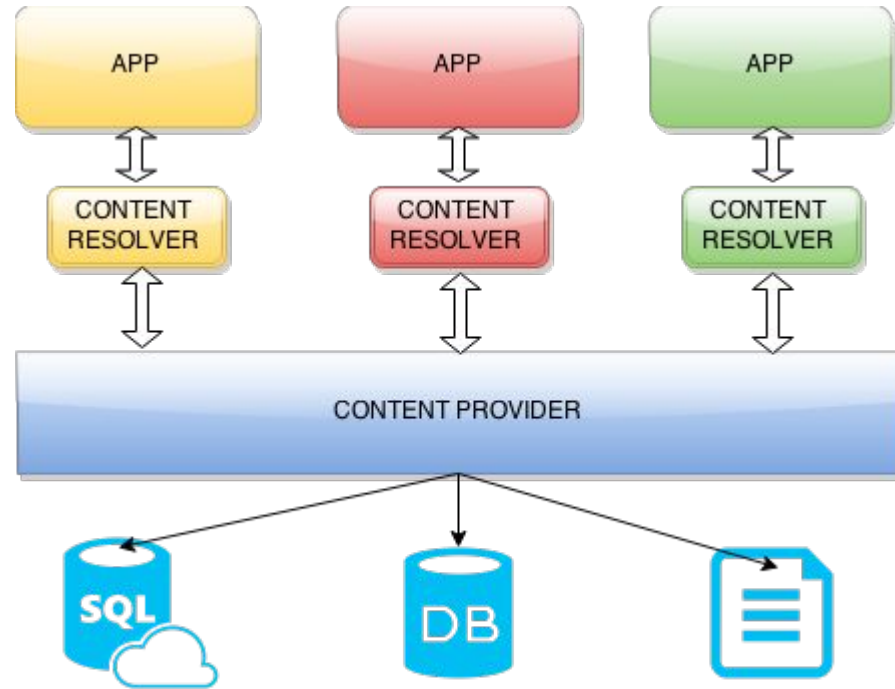 APP
APP
APP
CONTENT
RESOLVER
CONTENT
RESOLVER
CONTENT
RESOLVER
CONTENT PROVIDER
SQL
DB